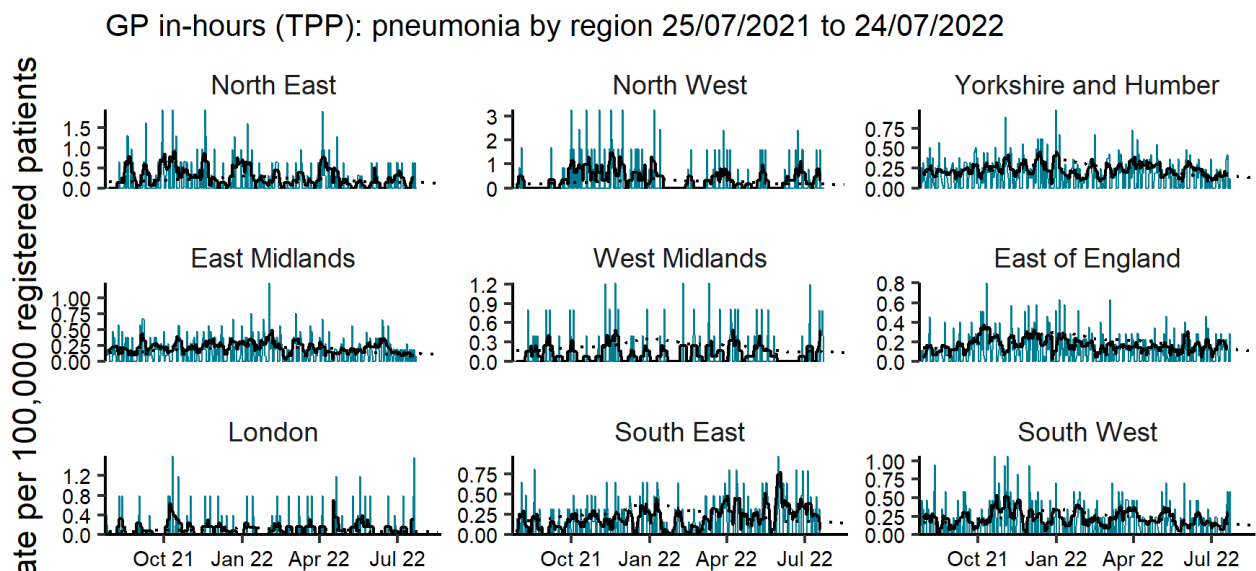 GP in-hours (TPP): pneumonia by region 25/07/2021 to 24/07/2022
ate per 100,000 registered patients
North East
North West
Yorkshire and Humber
1.5
1.0
0.5
0.0
3
2
1
0
0.75
0.50
0.25
0.00
East Midlands
West Midlands
East of England
1.00
0.75
0.50
0.25
0.00
1.2
0.9
0.6
0.3
0.0
0.8
0.6
0.4
0.2
0.0
London
South East
South West
1.2
0.8
0.4
0.0
0.75
0.50
0.25
0.00
1.00
0.75
0.50
0.25
0.00
Oct 21 Jan 22 Apr 22 Jul 22
Oct 21 Jan 22 Apr 22 Jul 22
Oct 21 Jan 22 Apr 22 Jul 22